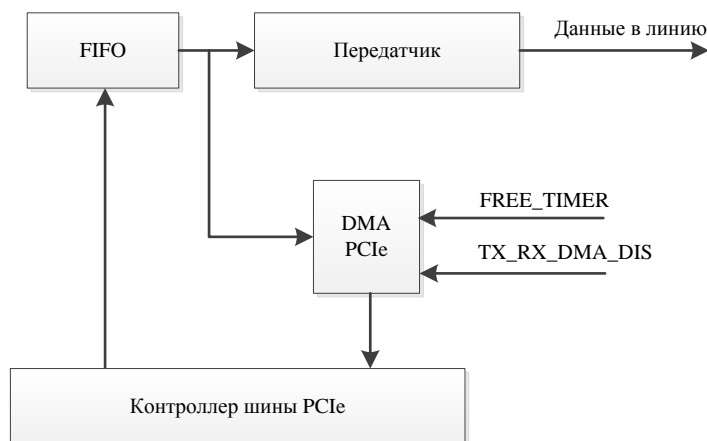 Данные в линию
FIFO
Передатчик
DMA
PCIe
FREE_TIMER
TX_RX_DMA_DIS
Контроллер шины PCIe